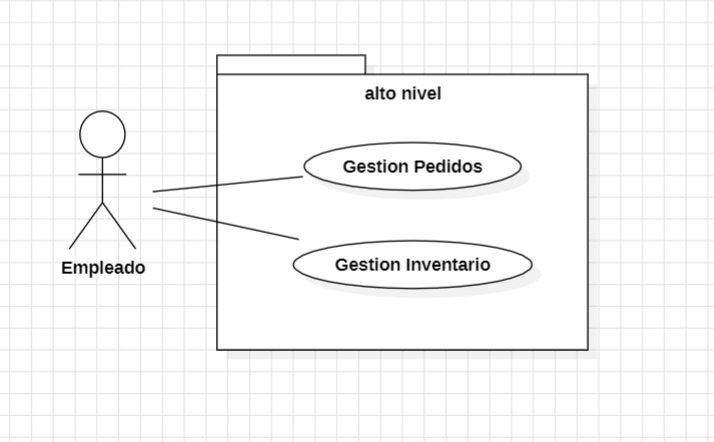 alto nivel
Gestion Pedidos
Gestion Inventario
Empleado